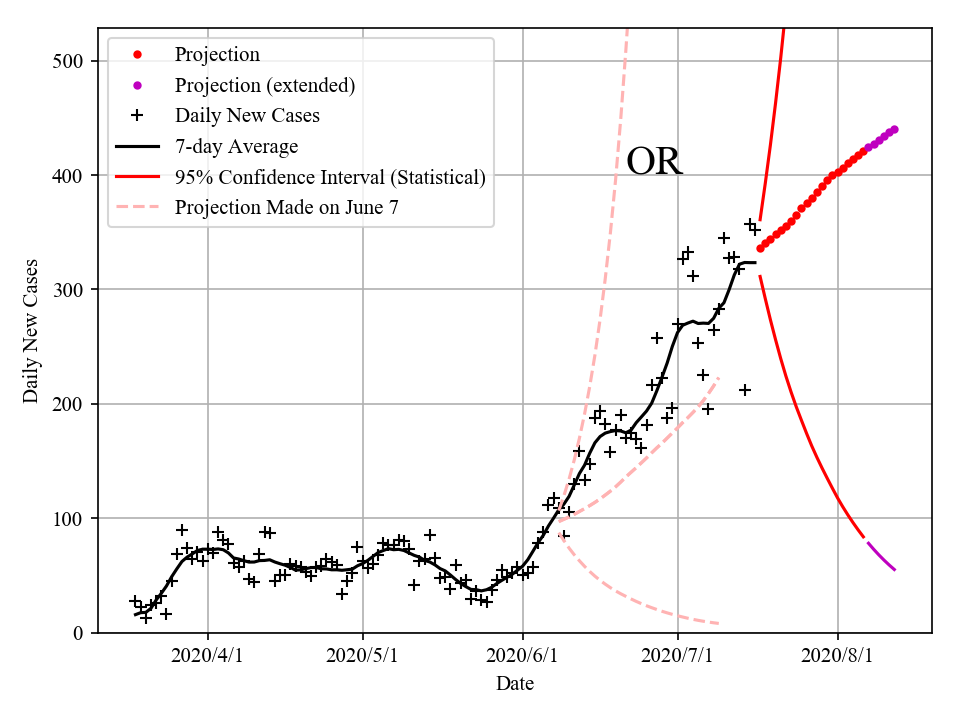 Projection
Projection (extended)
Daily New Cases
7-day Average
95% Confidence Interval (Statistical)
Projection Made on June 7
OR
500
400
300
200
100
0
Daily New Cases
2020/4/1
2020/5/1
2020/6/1
2020/7/1
2020/8/1
Date